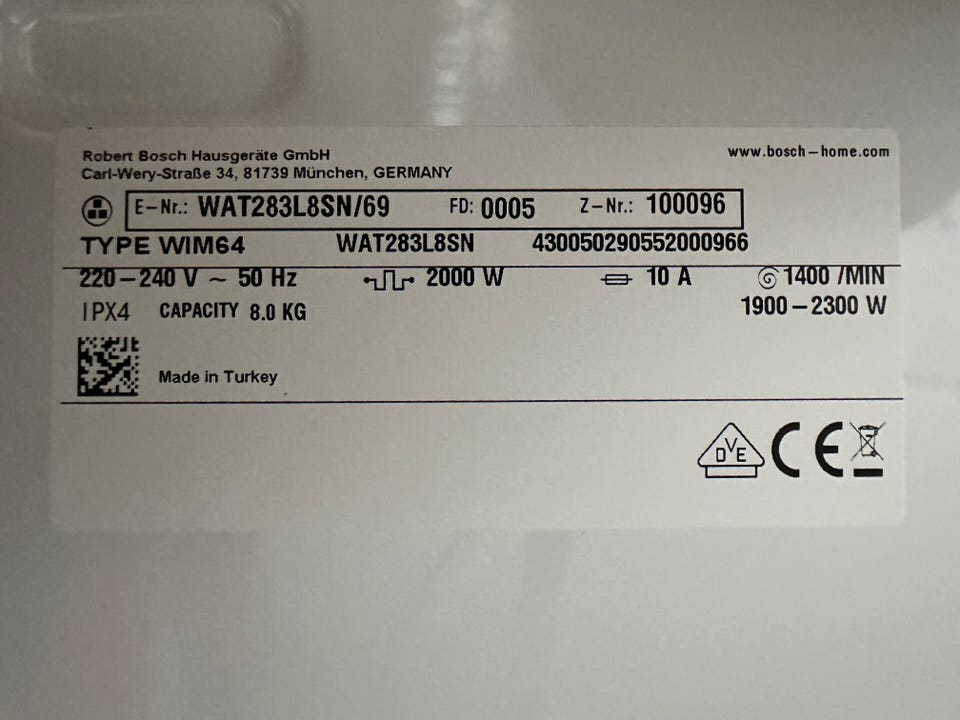 Robert Bosch Hausgeräte GmbH
Carl-Wery-Straße 34, 81739 München, GERMANY
www.bosch-home.com
E-Nr.: WAT283L8SN/69 FD: 0005 Z-Nr.: 100096
TYPE WIM64 WAT283L8SN 430050290552000966
220-240 V ~ 50 Hz 2000 W 10 A 1400 /MIN
IPX4 CAPACITY 8.0 KG 1900-2300 W
Made in Turkey
DVE CE